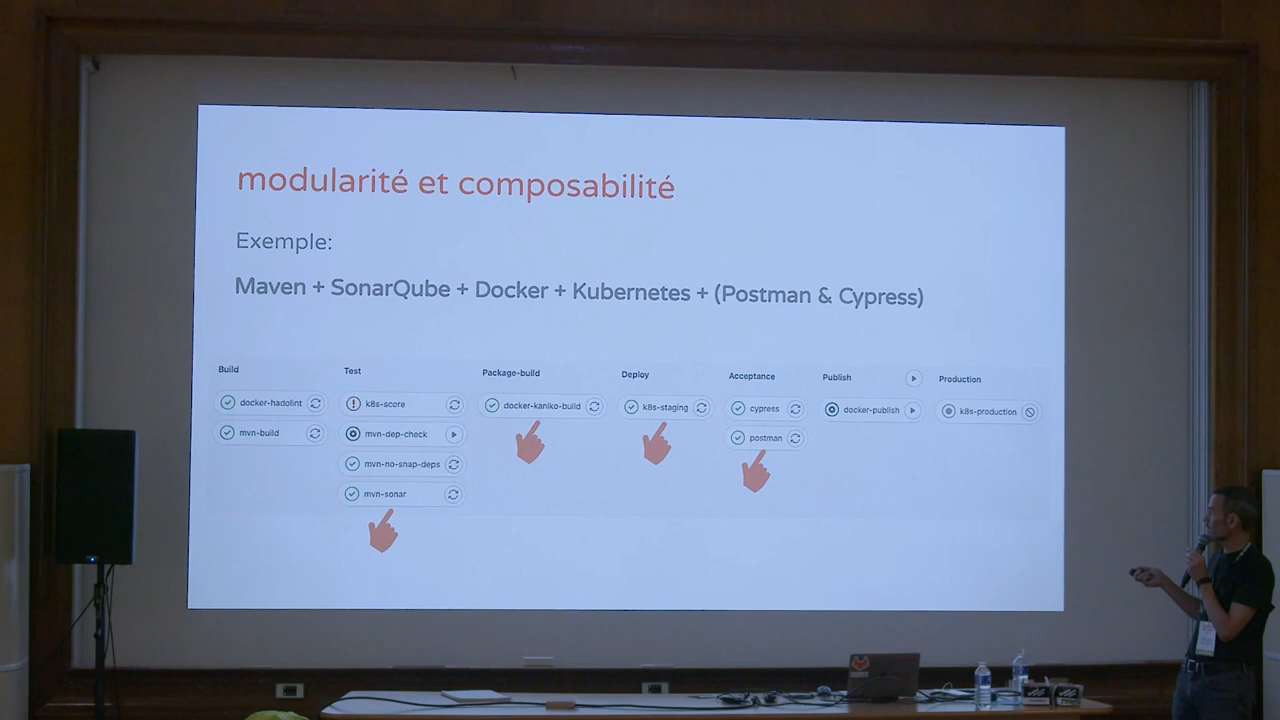 modularité et composabilité
Exemple:
Maven + SonarQube + Docker + Kubernetes + (Postman & Cypress)
Build
docker-hadolint
mvn-build
Test
k8s-score
mvn-dep-check
mvn-no-snap-deps
mvn-sonar
Package-build
docker-kaniko-build
Deploy
k8s-staging
Acceptance
cypress
postman
Publish
docker-publish
Production
k8s-production